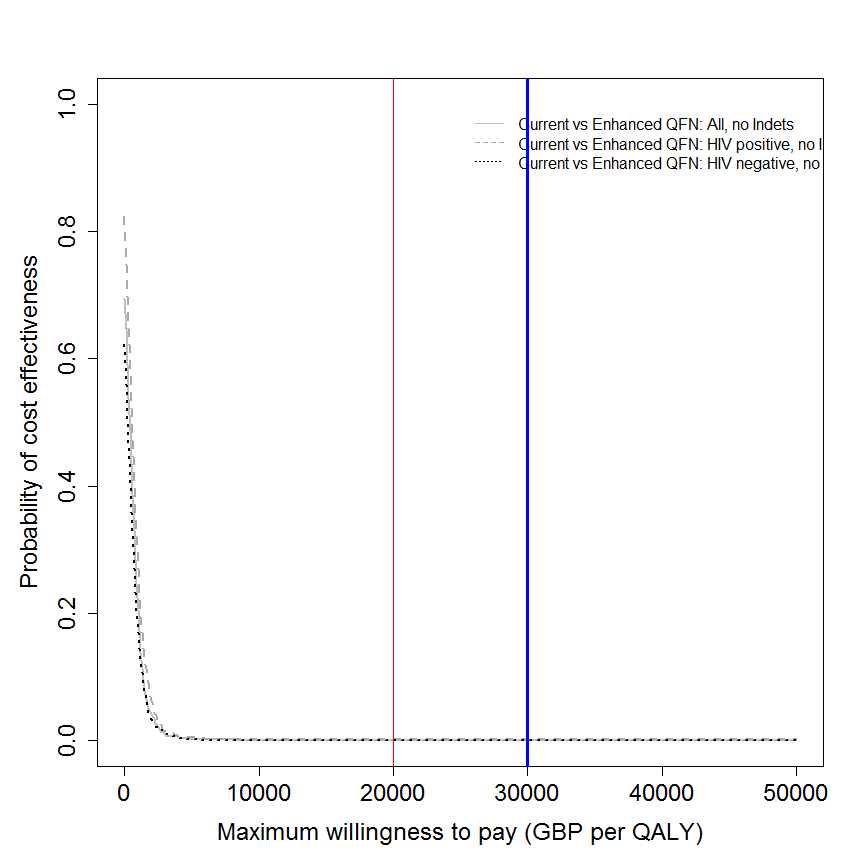 Current vs Enhanced QFN: All, no Indets
Current vs Enhanced QFN: HIV positive, no I
Current vs Enhanced QFN: HIV negative, no
1.0
0.8
0.6
0.4
0.2
0.0
Probability of cost effectiveness
0 10000 20000 30000 40000 50000
Maximum willingness to pay (GBP per QALY)